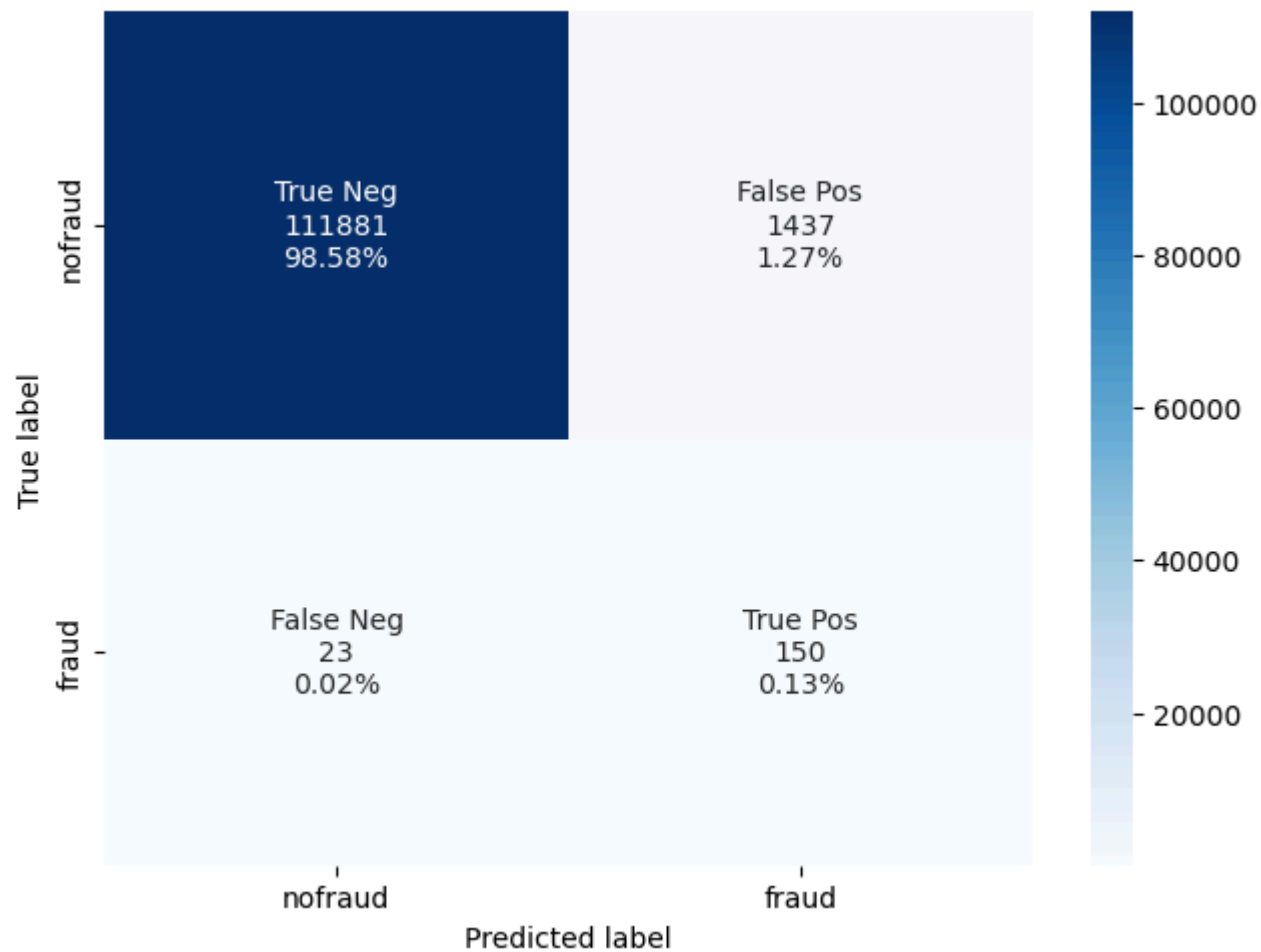 True Neg
111881
98.58%
False Pos
1437
1.27%
False Neg
23
0.02%
True Pos
150
0.13%
nofraud
fraud
True label
nofraud
fraud
Predicted label
100000
80000
60000
40000
20000